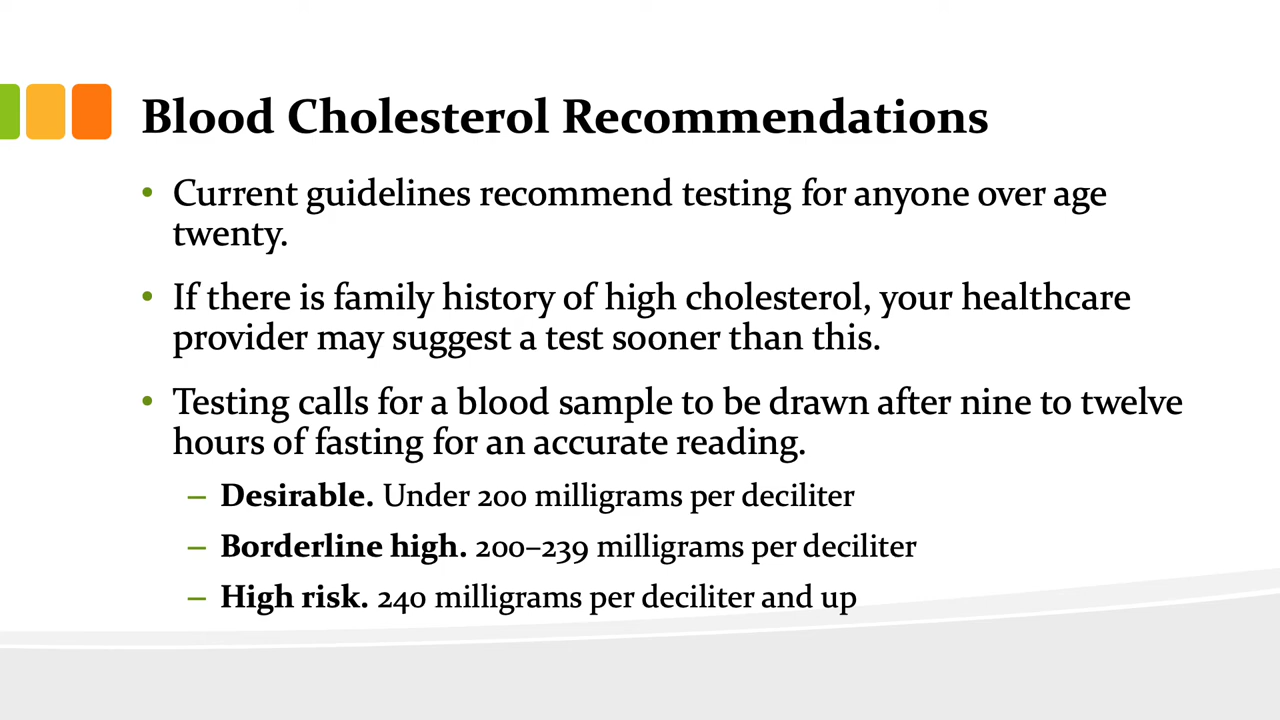 Blood Cholesterol Recommendations
• Current guidelines recommend testing for anyone over age
twenty.
• If there is family history of high cholesterol, your healthcare
provider may suggest a test sooner than this.
• Testing calls for a blood sample to be drawn after nine to twelve
hours of fasting for an accurate reading.
– Desirable. Under 200 milligrams per deciliter
– Borderline high. 200–239 milligrams per deciliter
– High risk. 240 milligrams per deciliter and up